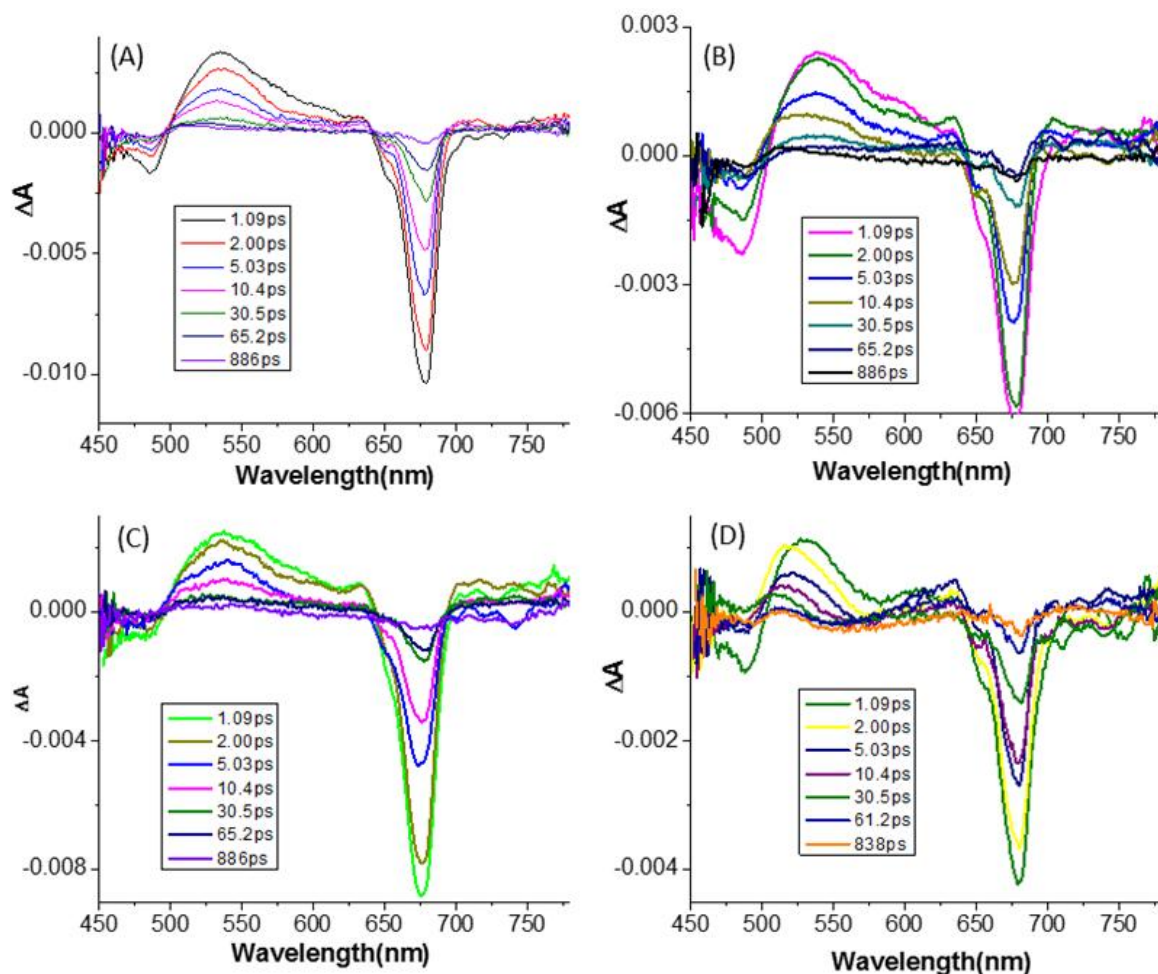 (A)
0.000
-0.005
-0.010
ΔA
1.09ps
2.00ps
5.03ps
10.4ps
30.5ps
65.2ps
886ps
450 500 550 600 650 700 750
Wavelength(nm)
(B)
0.003
0.000
-0.003
-0.006
ΔA
1.09ps
2.00ps
5.03ps
10.4ps
30.5ps
65.2ps
886ps
450 500 550 600 650 700 750
Wavelength(nm)
(C)
0.000
-0.004
-0.008
ΔA
1.09ps
2.00ps
5.03ps
10.4ps
30.5ps
65.2ps
886ps
450 500 550 600 650 700 750
Wavelength(nm)
(D)
0.000
-0.002
-0.004
ΔA
1.09ps
2.00ps
5.03ps
10.4ps
30.5ps
61.2ps
838ps
450 500 550 600 650 700 750
Wavelength(nm)